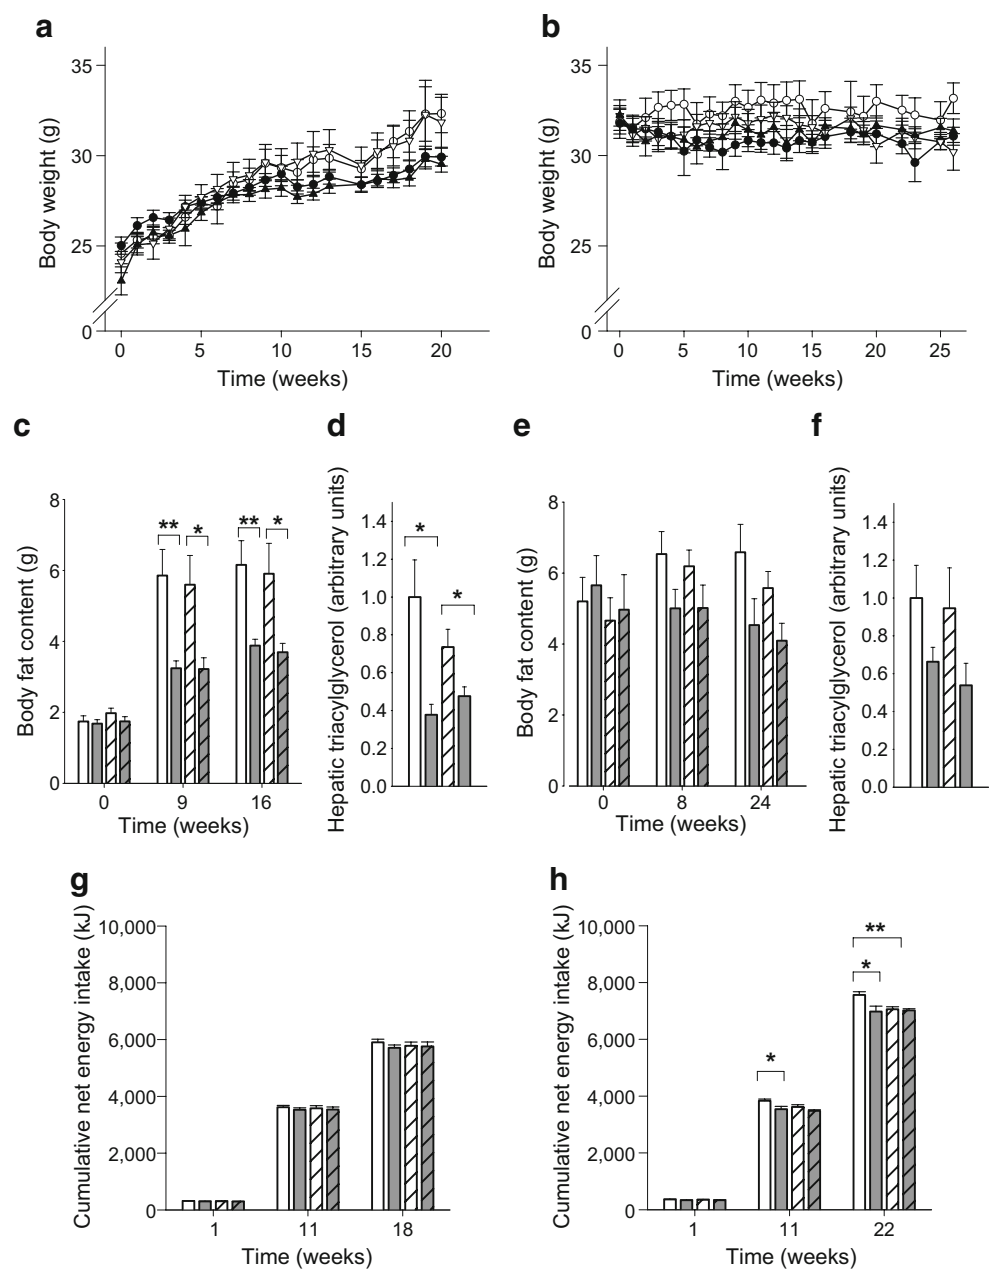 a
35
30
25
0
Body weight (g)
0 5 10 15 20
Time (weeks)
b
35
30
25
0
Body weight (g)
0 5 10 15 20 25
Time (weeks)
c
8
6
4
2
0
Body fat content (g)
** * ** *
0 9 16
Time (weeks)
d
1.4
1.2
1.0
0.8
0.6
0.4
0.2
0.0
Hepatic triacylglycerol (arbitrary units)
*
*
e
8
6
4
2
0
Body fat content (g)
0 8 24
Time (weeks)
f
1.4
1.2
1.0
0.8
0.6
0.4
0.2
0.0
Hepatic triacylglycerol (arbitrary units)
g
10,000
8,000
6,000
4,000
2,000
0
Cumulative net energy intake (kJ)
1 11 18
Time (weeks)
h
10,000
8,000
6,000
4,000
2,000
0
Cumulative net energy intake (kJ)
**
*
*
1 11 22
Time (weeks)